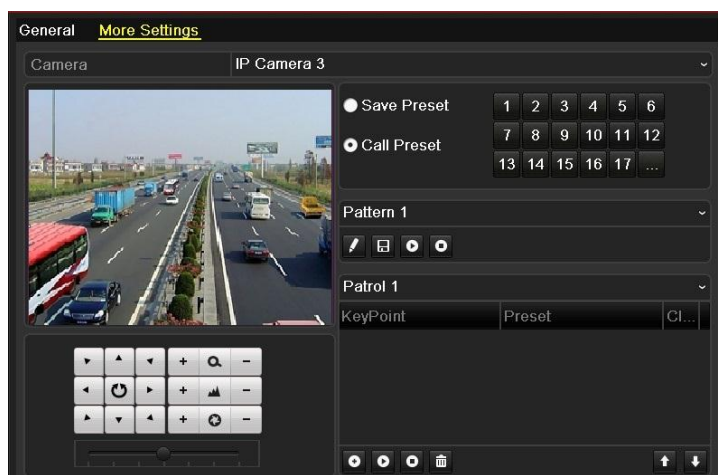 General More Settings
Camera IP Camera 3
Save Preset 1 2 3 4 5 6
Call Preset 7 8 9 10 11 12
13 14 15 16 17 ...
Pattern 1
Patrol 1
KeyPoint Preset Cl...